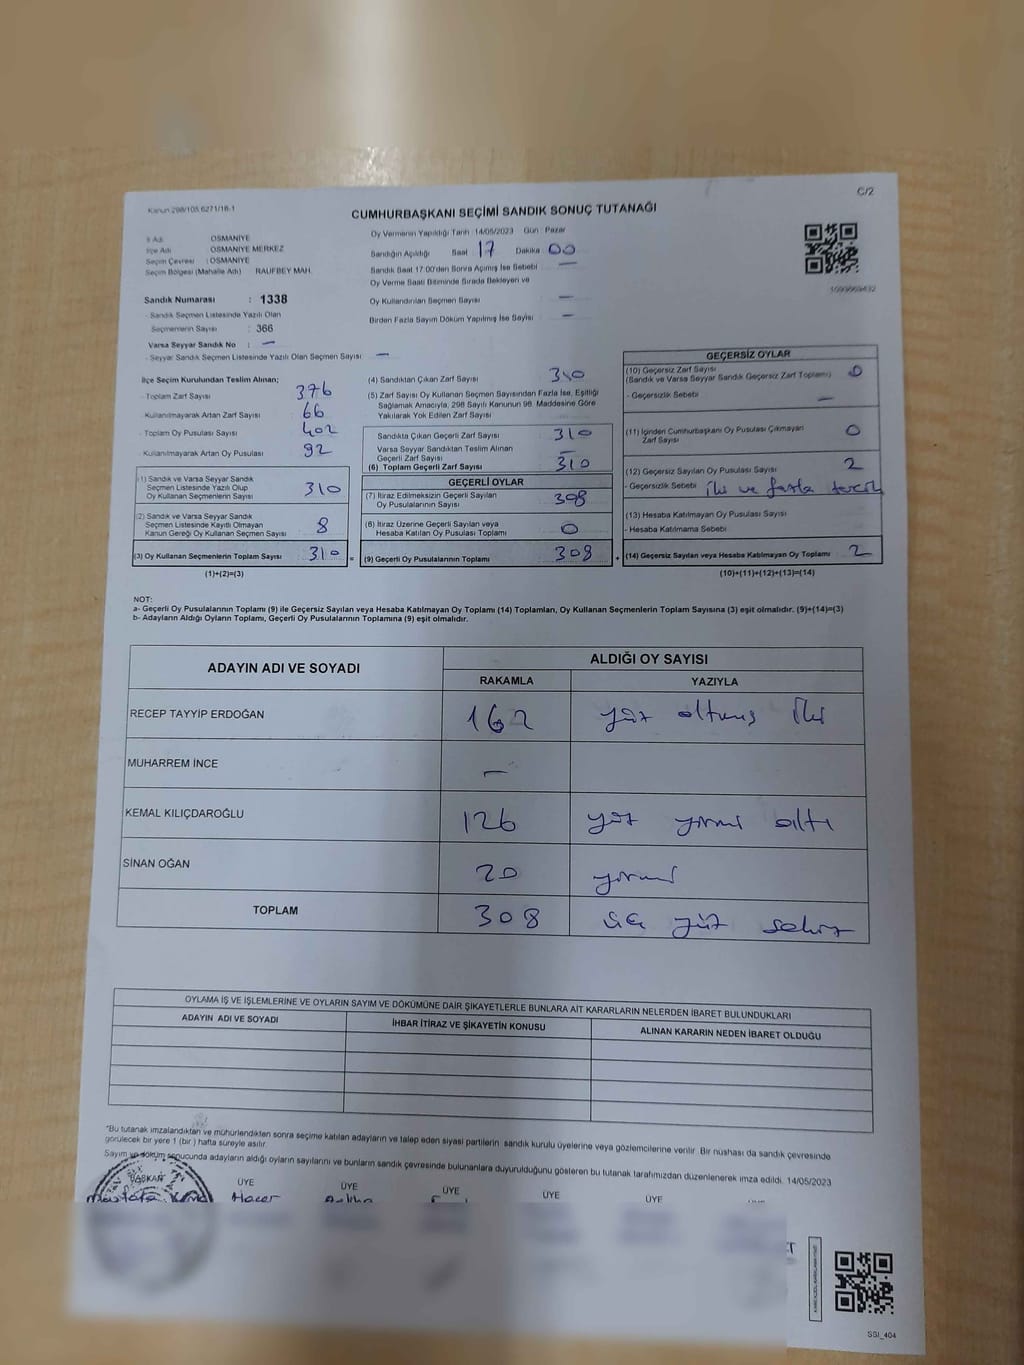 C/2
Kanun 298/105.6271/18-1
CUMHURBAŞKANI SEÇİMİ SANDIK SONUÇ TUTANAĞI
İl Adı : OSMANİYE
İlçe Adı : OSMANİYE MERKEZ
Seçim Çevresi : OSMANİYE
Seçim Bölgesi (Mahalle Adı) : RAUFBEY MAH.
Sandık Numarası : 1338
- Sandık Seçmen Listesinde Yazılı Olan
Seçmenlerin Sayısı : 366
Varsa Seyyar Sandık No : —
- Seyyar Sandık Seçmen Listesinde Yazılı Olan Seçmen Sayısı : —
Oy Vermenin Yapıldığı Tarih : 14/05/2023 Gün : Pazar
Sandığın Açıldığı Saat 17 Dakika 00
Sandık Saat 17:00'den Sonra Açılmış İse Sebebi —
Oy Verme Saati Bitiminde Sırada Bekleyen ve
Oy Kullandırılan Seçmen Sayısı —
Birden Fazla Sayım Döküm Yapılmış İse Sayısı —
1099969432
İlçe Seçim Kurulundan Teslim Alınan;
- Toplam Zarf Sayısı 376
Kullanılmayarak Artan Zarf Sayısı 66
- Toplam Oy Pusulası Sayısı 402
- Kullanılmayarak Artan Oy Pusulası 92
(1) Sandık ve Varsa Seyyar Sandık
Seçmen Listesinde Yazılı Olup
Oy Kullanan Seçmenlerin Sayısı 310
(2) Sandık ve Varsa Seyyar Sandık
Seçmen Listesinde Kayıtlı Olmayan
Kanun Gereği Oy Kullanan Seçmen Sayısı 8
(3) Oy Kullanan Seçmenlerin Toplam Sayısı 310 =
(1)+(2)=(3)
(4) Sandıktan Çıkan Zarf Sayısı 310
(5) Zarf Sayısı Oy Kullanan Seçmen Sayısından Fazla İse, Eşitliği
Sağlamak Amacıyla, 298 Sayılı Kanunun 98. Maddesine Göre
Yakılarak Yok Edilen Zarf Sayısı
Sandıkta Çıkan Geçerli Zarf Sayısı 310
Varsa Seyyar Sandıktan Teslim Alınan
Geçerli Zarf Sayısı —
(6) Toplam Geçerli Zarf Sayısı 310
GEÇERLİ OYLAR
(7) İtiraz Edilmeksizin Geçerli Sayılan
Oy Pusulalarının Toplamı 308
(8) İtiraz Üzerine Geçerli Sayılan veya
Hesaba Katılan Oy Pusulası Toplamı 0
(9) Geçerli Oy Pusulalarının Toplamı 308 +
GEÇERSİZ OYLAR
(10) Geçersiz Zarf Sayısı 0
(Sandık ve Varsa Seyyar Sandık Geçersiz Zarf Toplamı)
- Geçersizlik Sebebi —
(11) İçinden Cumhurbaşkanı Oy Pusulası Çıkmayan
Zarf Sayısı 0
(12) Geçersiz Sayılan Oy Pusulası Sayısı 2
- Geçersizlik Sebebi iki ve fazla tercih
(13) Hesaba Katılmayan Oy Pusulası Sayısı
- Hesaba Katılmama Sebebi
(14) Geçersiz Sayılan veya Hesaba Katılmayan Oy Toplamı 2
(10)+(11)+(12)+(13)=(14)
NOT:
a- Geçerli Oy Pusulalarının Toplamı (9) ile Geçersiz Sayılan veya Hesaba Katılmayan Oy Toplamı (14) Toplamları, Oy Kullanan Seçmenlerin Toplam Sayısına (3) eşit olmalıdır. (9)+(14)=(3)
b- Adayların Aldığı Oyların Toplamı, Geçerli Oy Pusulalarının Toplamına (9) eşit olmalıdır.
ADAYIN ADI VE SOYADI ALDIĞI OY SAYISI
RAKAMLA YAZIYLA
RECEP TAYYİP ERDOĞAN 162 yüz altmış iki
MUHARREM İNCE —
KEMAL KILIÇDAROĞLU 126 yüz yirmi altı
SİNAN OĞAN 20 yirmi
TOPLAM 308 üç yüz sekiz
OYLAMA İŞ VE İŞLEMLERİNE VE OYLARIN SAYIM VE DÖKÜMÜNE DAİR ŞİKAYETLERLE BUNLARA AİT KARARLARIN NELERDEN İBARET BULUNDUKLARI
ADAYIN ADI VE SOYADI İHBAR İTİRAZ VE ŞİKAYETİN KONUSU ALINAN KARARIN NEDEN İBARET OLDUĞU
*Bu tutanak imzalandıktan ve mühürlendikten sonra seçime katılan adayların ve talep eden siyasi partilerin sandık kurulu üyelerine veya gözlemcilerine verilir. Bir nüshası da sandık çevresinde
görülecek bir yere 1 (bir) hafta süreyle asılır.
Sayım ve döküm sonucunda adayların aldığı oyların sayılarını ve bunların sandık çevresinde bulunanlara duyurulduğunu gösteren bu tutanak tarafımızdan düzenlenerek imza edildi. 14/05/2023
BAŞKAN ÜYE ÜYE ÜYE ÜYE ÜYE
Mustafa Hacer
SSI_404